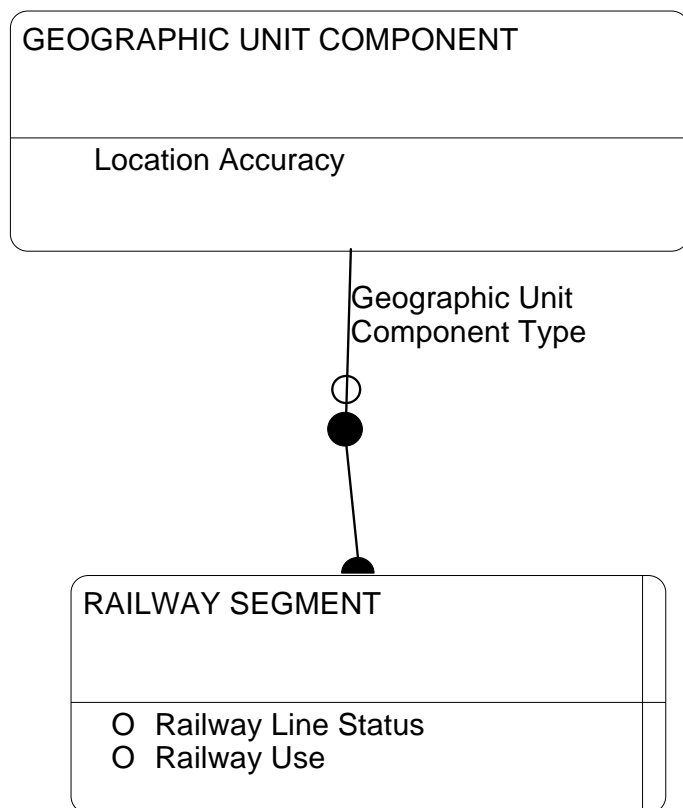 GEOGRAPHIC UNIT COMPONENT
Location Accuracy
Geographic Unit
Component Type
RAILWAY SEGMENT
O Railway Line Status
O Railway Use